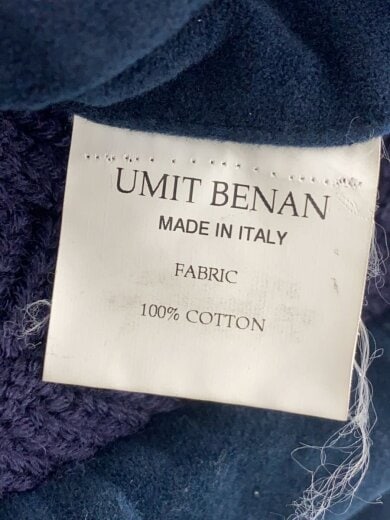 UMIT BENAN
MADE IN ITALY
FABRIC
100% COTTON